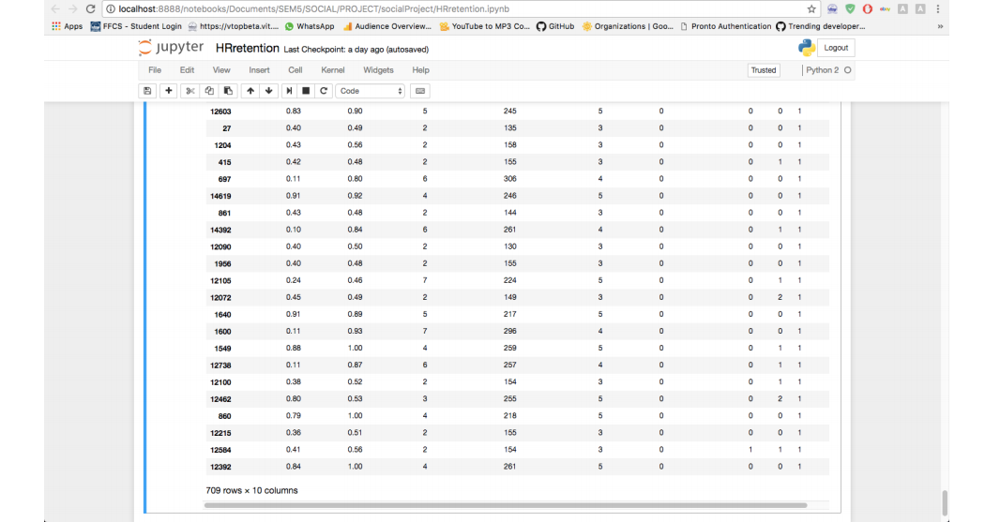 localhost:8888/notebooks/Documents/SEM5/SOCIAL/PROJECT/socialProject/HRretention.ipynb
Apps FFCS - Student Login https://vtopbeta.vit.... WhatsApp Audience Overview... YouTube to MP3 Co... GitHub Organizations | Goo... Pronto Authentication Trending developer... »
jupyter HRretention Last Checkpoint: a day ago (autosaved) Logout
File Edit View Insert Cell Kernel Widgets Help Trusted Python 2
Code
12603 0.83 0.90 5 245 5 0 0 0 1
27 0.40 0.49 2 135 3 0 0 0 1
1204 0.43 0.56 2 158 3 0 0 0 1
415 0.42 0.48 2 155 3 0 0 1 1
697 0.11 0.80 6 306 4 0 0 0 1
14619 0.91 0.92 4 246 5 0 0 0 1
861 0.43 0.48 2 144 3 0 0 0 1
14392 0.10 0.84 6 261 4 0 0 1 1
12090 0.40 0.50 2 130 3 0 0 0 1
1956 0.40 0.48 2 155 3 0 0 0 1
12105 0.24 0.46 7 224 5 0 0 1 1
12072 0.45 0.49 2 149 3 0 0 2 1
1640 0.91 0.89 5 217 5 0 0 0 1
1600 0.11 0.93 7 296 4 0 0 0 1
1549 0.88 1.00 4 259 5 0 0 1 1
12738 0.11 0.87 6 257 4 0 0 1 1
12100 0.38 0.52 2 154 3 0 0 1 1
12462 0.80 0.53 3 255 5 0 0 2 1
860 0.79 1.00 4 218 5 0 0 0 1
12215 0.36 0.51 2 155 3 0 0 0 1
12584 0.41 0.56 2 154 3 0 1 1 1
12392 0.84 1.00 4 261 5 0 0 0 1
709 rows × 10 columns